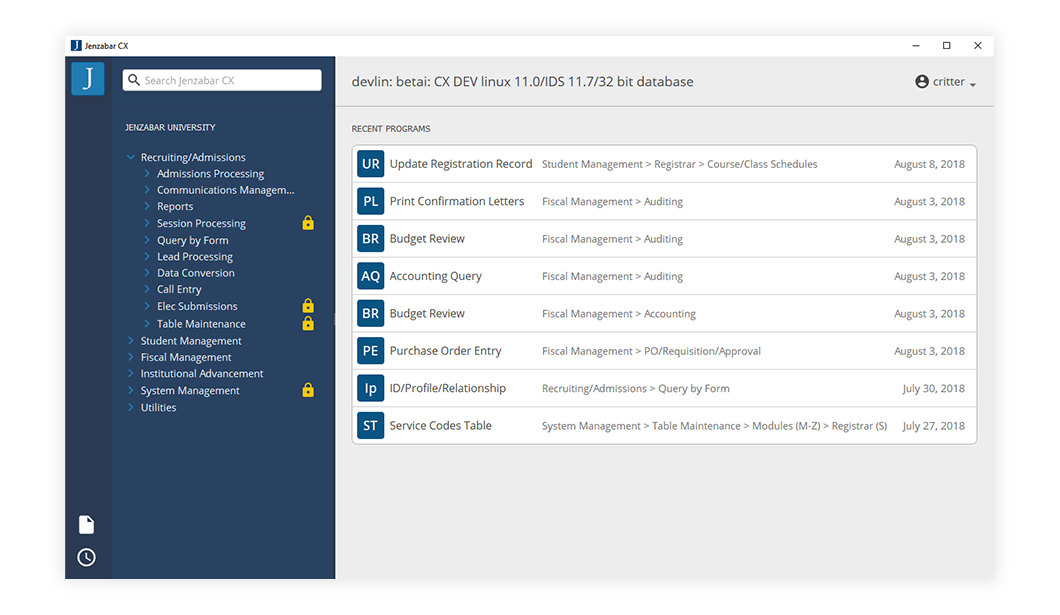 Jenzabar CX
J
Search Jenzabar CX
JENZABAR UNIVERSITY
Recruiting/Admissions
Admissions Processing
Communications Managem...
Reports
Session Processing
Query by Form
Lead Processing
Data Conversion
Call Entry
Elec Submissions
Table Maintenance
Student Management
Fiscal Management
Institutional Advancement
System Management
Utilities
devlin: betai: CX DEV linux 11.0/IDS 11.7/32 bit database critter
RECENT PROGRAMS
UR Update Registration Record Student Management > Registrar > Course/Class Schedules August 8, 2018
PL Print Confirmation Letters Fiscal Management > Auditing August 3, 2018
BR Budget Review Fiscal Management > Auditing August 3, 2018
AQ Accounting Query Fiscal Management > Auditing August 3, 2018
BR Budget Review Fiscal Management > Accounting August 3, 2018
PE Purchase Order Entry Fiscal Management > PO/Requisition/Approval August 3, 2018
Ip ID/Profile/Relationship Recruiting/Admissions > Query by Form July 30, 2018
ST Service Codes Table System Management > Table Maintenance > Modules (M-Z) > Registrar (S) July 27, 2018